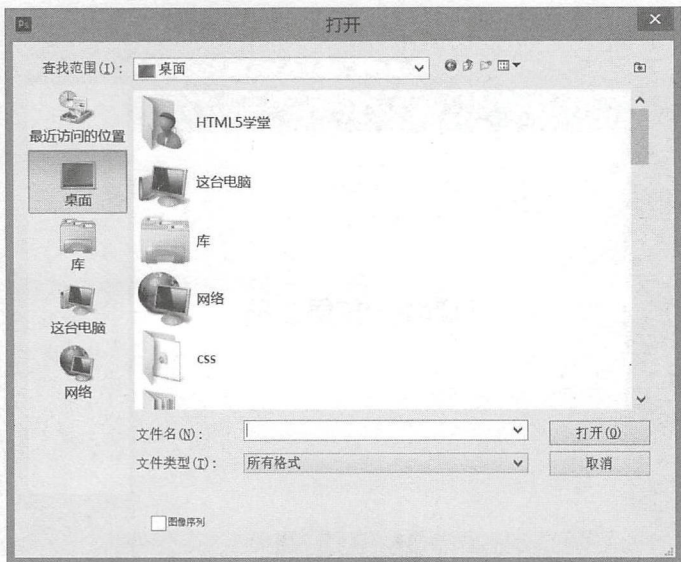 Ps
打开
查找范围(I)：
桌面
最近访问的位置
桌面
库
这台电脑
网络
HTML5学堂
这台电脑
库
网络
css
文件名(N)：
打开(O)
文件类型(T)：
所有格式
取消
图像序列